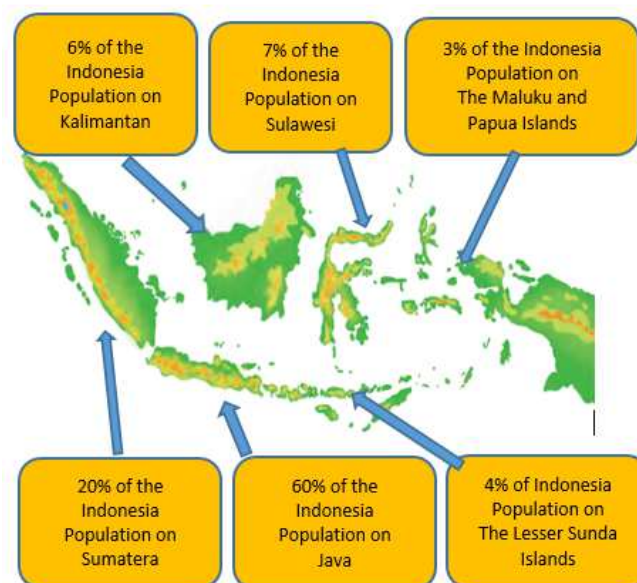 6% of the
Indonesia
Population on
Kalimantan
7% of the
Indonesia
Population on
Sulawesi
3% of the Indonesia
Population on
The Maluku and
Papua Islands
20% of the
Indonesia
Population on
Sumatera
60% of the
Indonesia
Population on
Java
4% of Indonesia
Population on
The Lesser Sunda
Islands